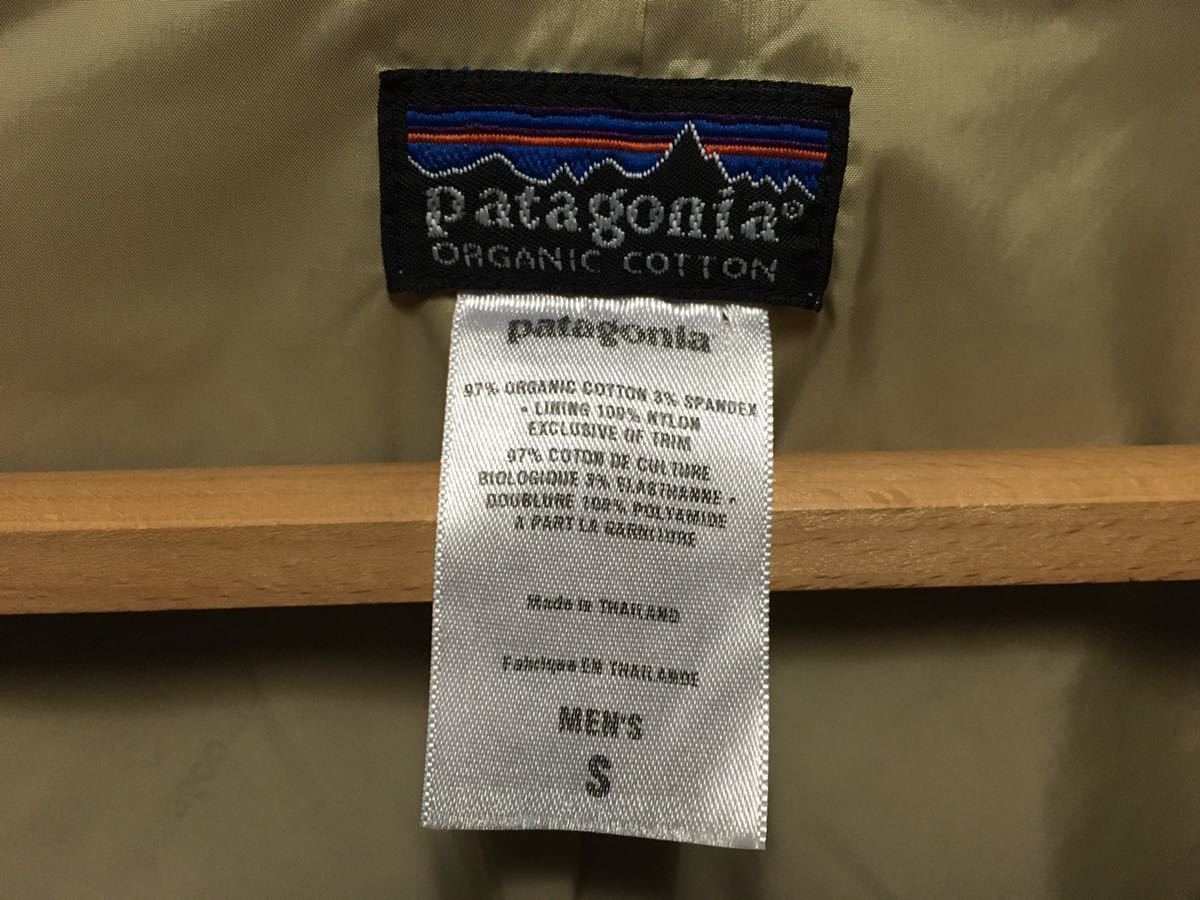 patagonia®
ORGANIC COTTON
patagonia
97% ORGANIC COTTON 3% SPANDEX
- LINING 100% NYLON
EXCLUSIVE OF TRIM
97% COTON DE CULTURE
BIOLOGIQUE 3% ELASTHANNE -
DOUBLURE 100% POLYAMIDE
A PART LA GARNITURE
Made in THAILAND
Fabrique EN THAILANDE
MEN'S
S